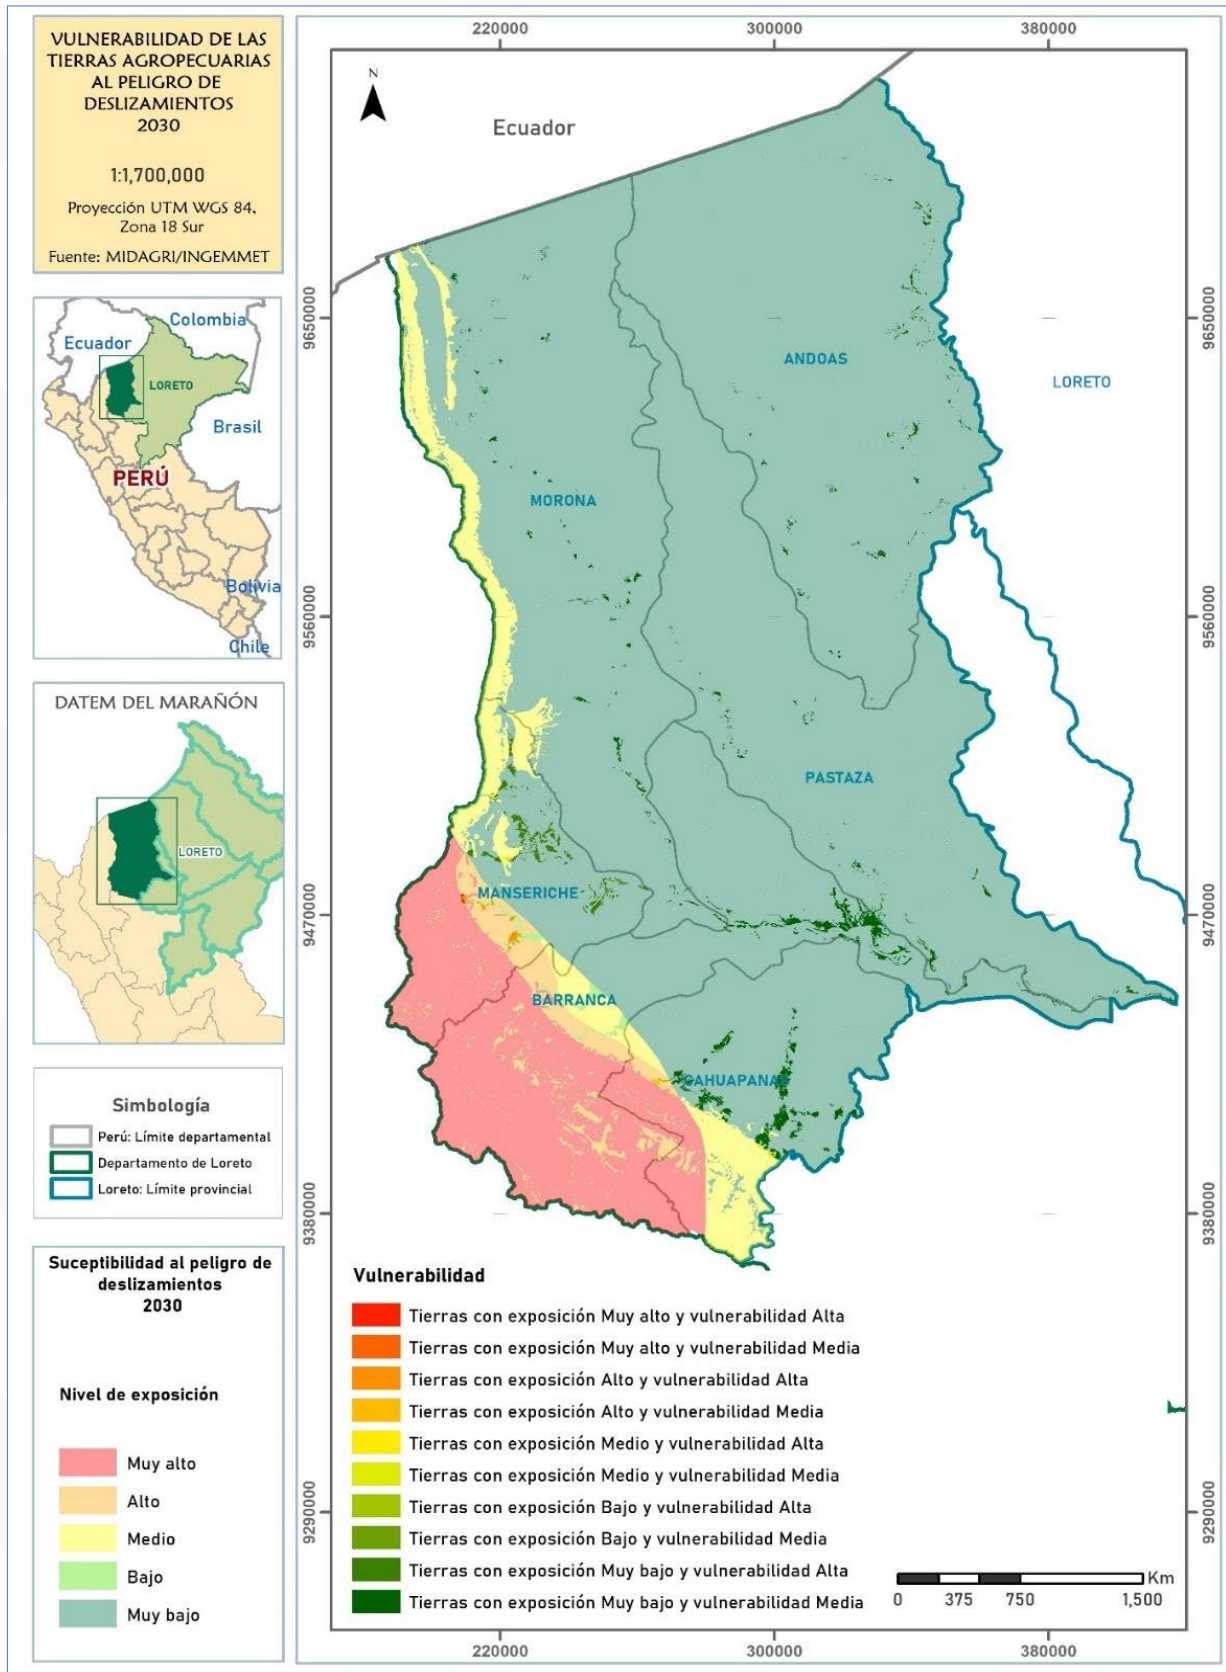 VULNERABILIDAD DE LAS
TIERRAS AGROPECUARIAS
AL PELIGRO DE
DESLIZAMIENTOS
2030
1:1,700,000
Proyección UTM WGS 84,
Zona 18 Sur
Fuente: MIDAGRI/INGEMMET
Colombia
Ecuador
LORETO
Brasil
PERÚ
Bolivia
Chile
DATEM DEL MARAÑÓN
LORETO
Simbología
Perú: Límite departamental
Departamento de Loreto
Loreto: Límite provincial
Suceptibilidad al peligro de
deslizamientos
2030
Nivel de exposición
Muy alto
Alto
Medio
Bajo
Muy bajo
220000 300000 380000
N
Ecuador
9650000 9650000
ANDOAS
LORETO
MORONA
9560000 9560000
PASTAZA
MANSERICHE
9470000 9470000
BARRANCA
CAHUAPANAS
9380000 9380000
Vulnerabilidad
Tierras con exposición Muy alto y vulnerabilidad Alta
Tierras con exposición Muy alto y vulnerabilidad Media
Tierras con exposición Alto y vulnerabilidad Alta
Tierras con exposición Alto y vulnerabilidad Media
Tierras con exposición Medio y vulnerabilidad Alta
Tierras con exposición Medio y vulnerabilidad Media
Tierras con exposición Bajo y vulnerabilidad Alta
Tierras con exposición Bajo y vulnerabilidad Media
Tierras con exposición Muy bajo y vulnerabilidad Alta
Tierras con exposición Muy bajo y vulnerabilidad Media
9290000 9290000
Km
0 375 750 1,500
220000 300000 380000